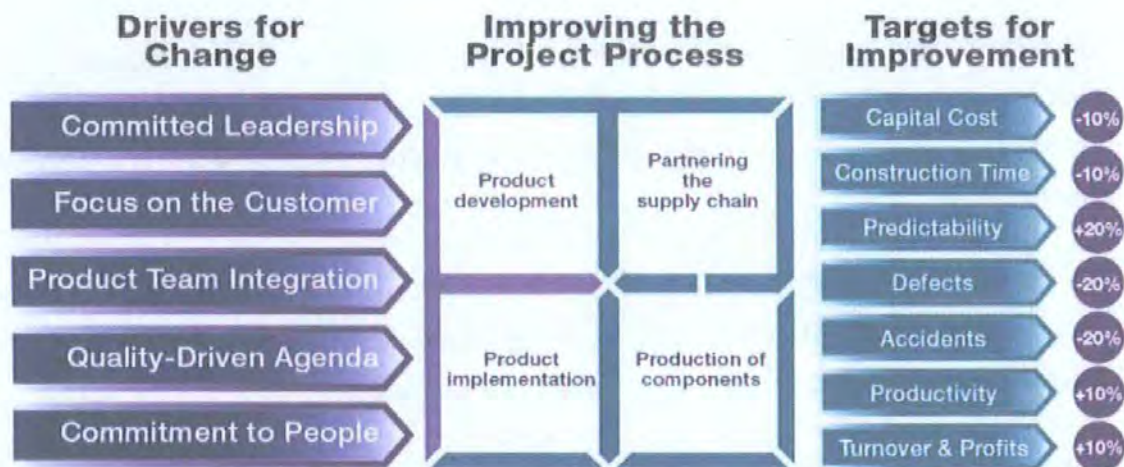 Drivers for
Change
Committed Leadership
Focus on the Customer
Product Team Integration
Quality-Driven Agenda
Commitment to People
Improving the
Project Process
Product
development
Partnering
the
supply chain
Product
implementation
Production of
components
Targets for
Improvement
Capital Cost -10%
Construction Time -10%
Predictability +20%
Defects -20%
Accidents -20%
Productivity +10%
Turnover & Profits +10%